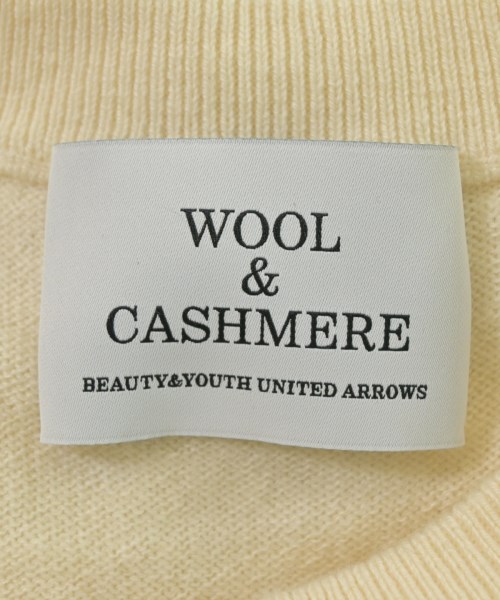 WOOL
&
CASHMERE
BEAUTY&YOUTH UNITED ARROWS